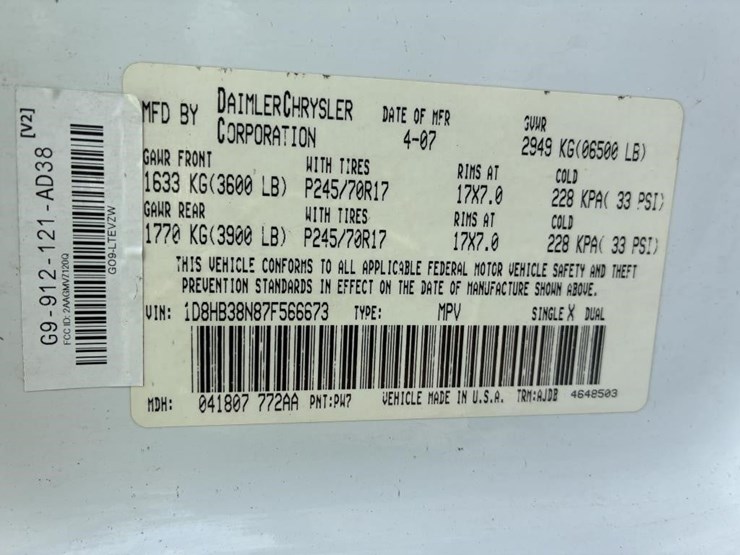 [V2]
G9-912-121-AD38
FCC ID: 2AAGMVZ120IQ
GO9-LTEVZW
MFD BY DAIMLERCHRYSLER CORPORATION
DATE OF MFR
4-07
GVWR
2949 KG(06500 LB)
GAWR FRONT WITH TIRES RIMS AT COLD
1633 KG(3600 LB) P245/70R17 17X7.0 228 KPA( 33 PSI)
GAWR REAR WITH TIRES RIMS AT COLD
1770 KG(3900 LB) P245/70R17 17X7.0 228 KPA( 33 PSI)
THIS VEHICLE CONFORMS TO ALL APPLICABLE FEDERAL MOTOR VEHICLE SAFETY AND THEFT
PREVENTION STANDARDS IN EFFECT ON THE DATE OF MANUFACTURE SHOWN ABOVE.
VIN: 1D8HB38N87F566673 TYPE: MPV SINGLE X DUAL
MDH: 041807 772AA PNT:PW7 VEHICLE MADE IN U.S.A. TRM:AJDB 4648503